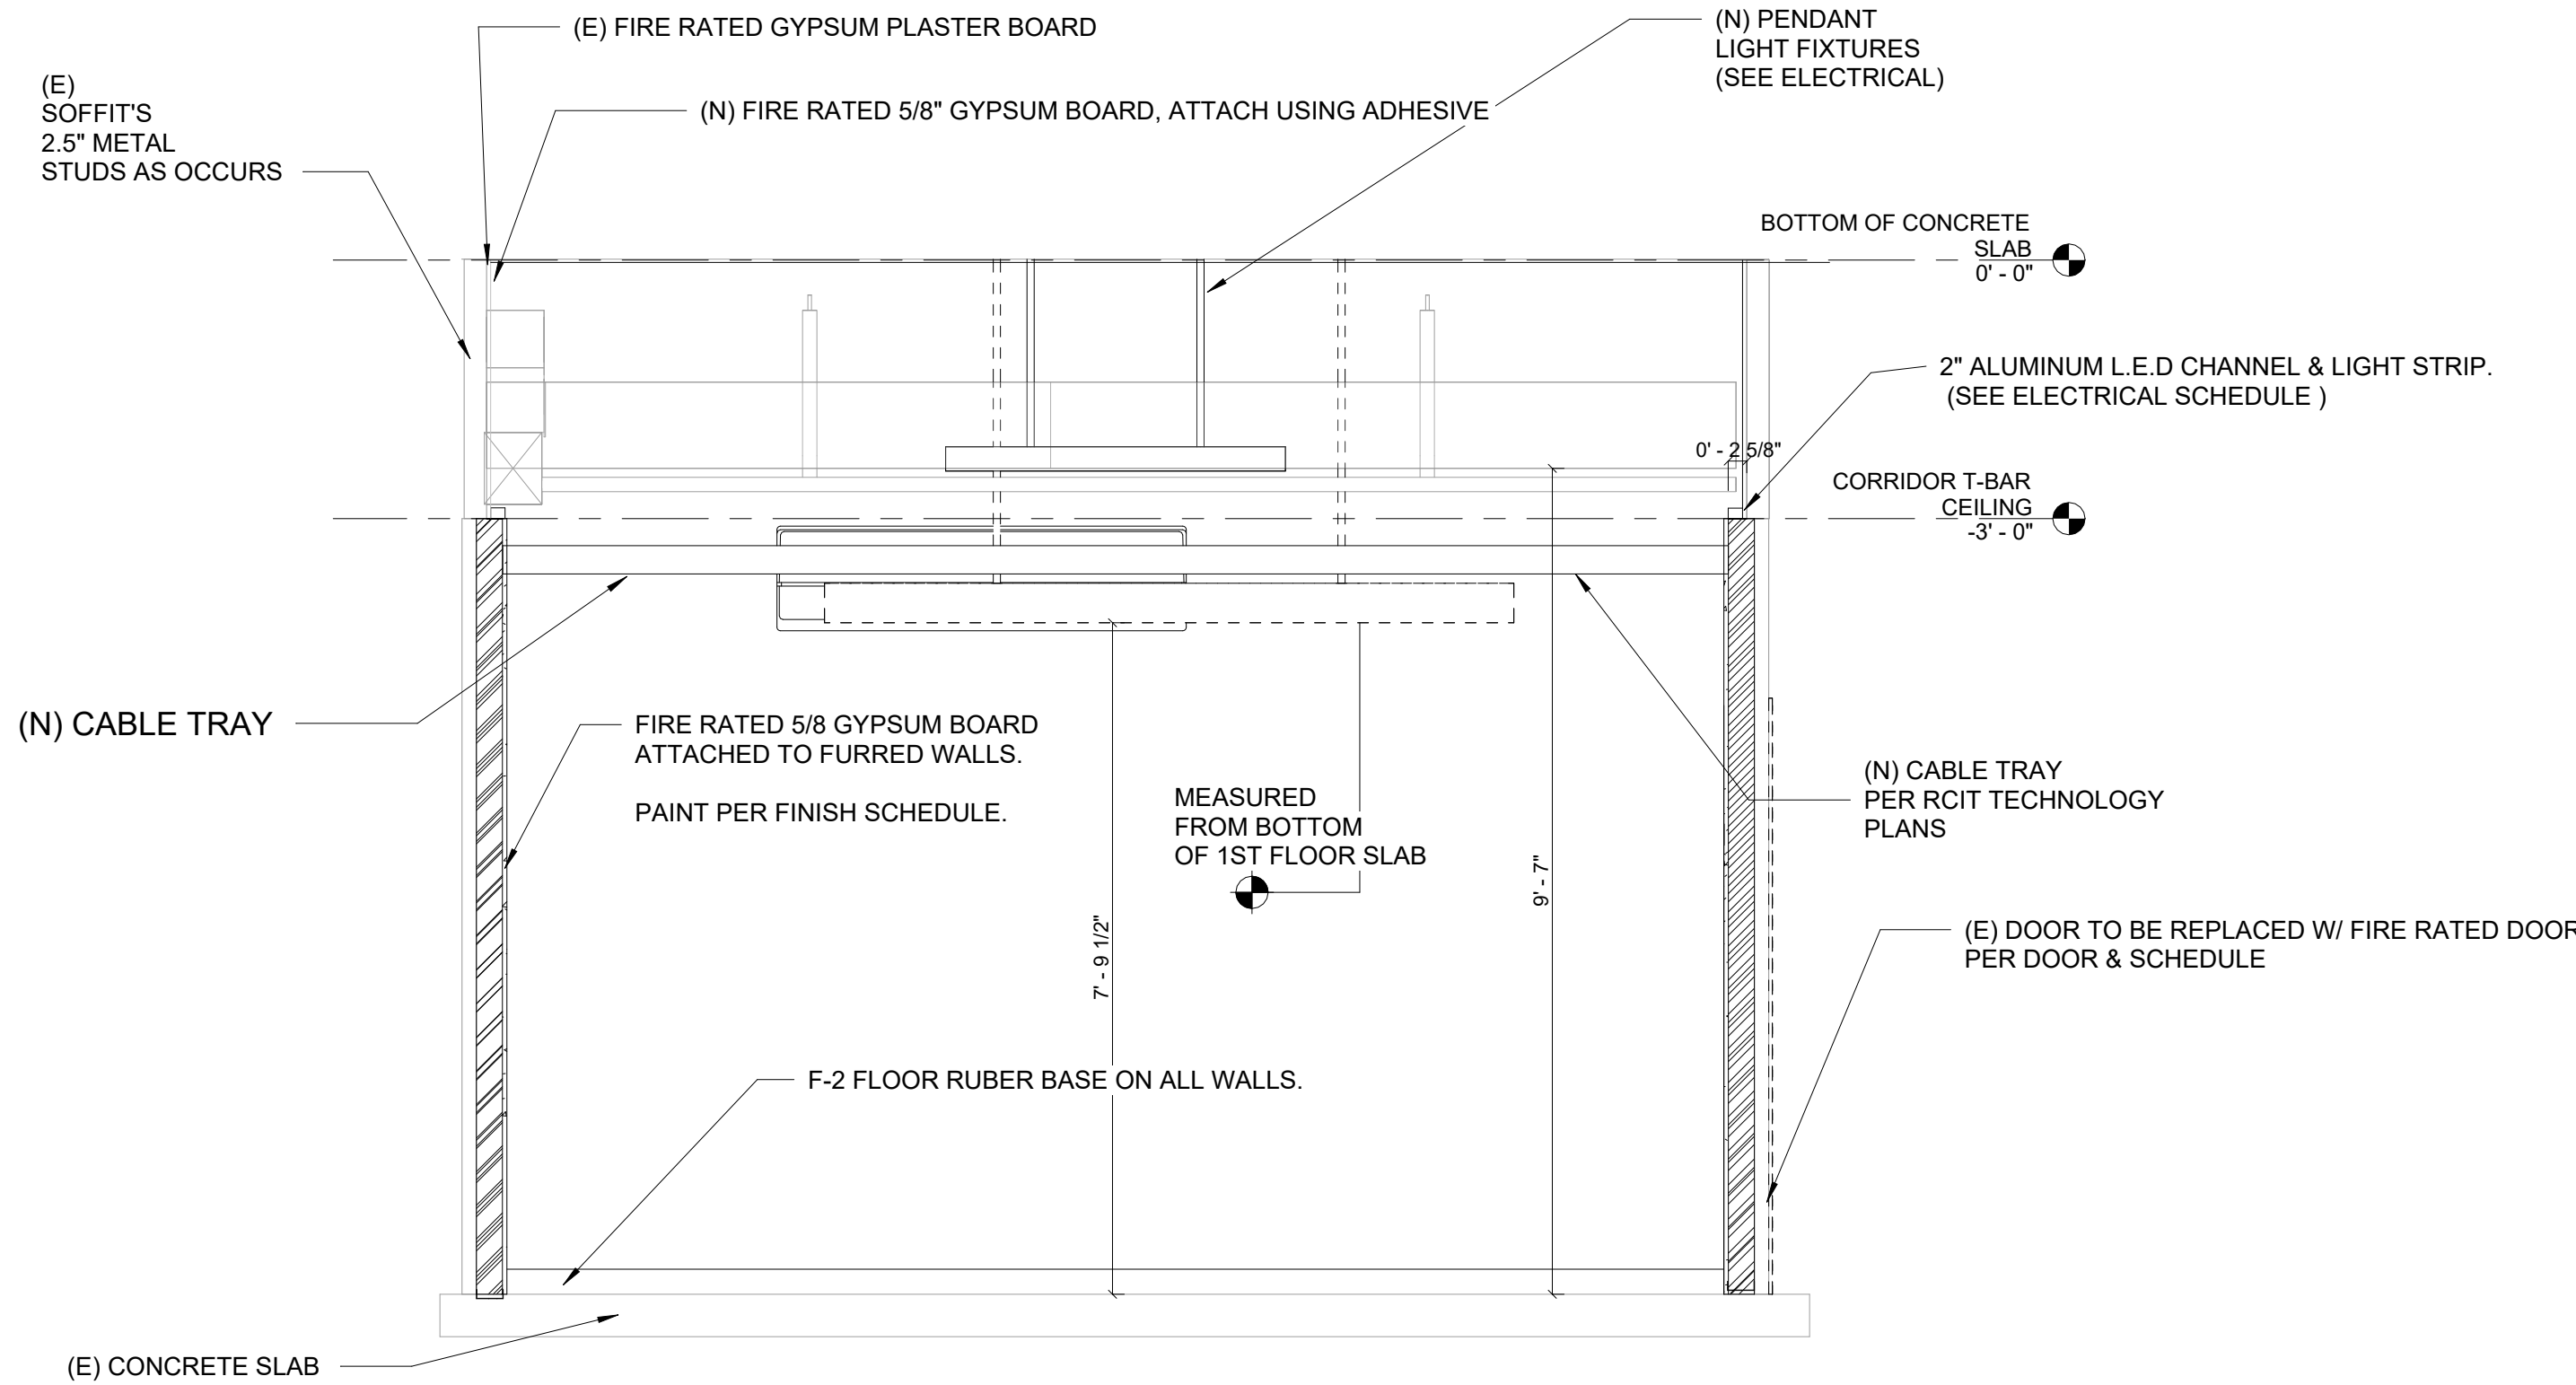 (E) FIRE RATED GYPSUM PLASTER BOARD
(N) PENDANT
LIGHT FIXTURES
(SEE ELECTRICAL)
(E)
SOFFIT'S
2.5" METAL
STUDS AS OCCURS
(N) FIRE RATED 5/8" GYPSUM BOARD, ATTACH USING ADHESIVE
BOTTOM OF CONCRETE
SLAB
0' - 0"
2" ALUMINUM L.E.D CHANNEL & LIGHT STRIP.
(SEE ELECTRICAL SCHEDULE )
0' - 2 5/8"
CORRIDOR T-BAR
CEILING
-3' - 0"
(N) CABLE TRAY
FIRE RATED 5/8 GYPSUM BOARD
ATTACHED TO FURRED WALLS.
PAINT PER FINISH SCHEDULE.
MEASURED
FROM BOTTOM
OF 1ST FLOOR SLAB
(N) CABLE TRAY
PER RCIT TECHNOLOGY
PLANS
9' - 7"
7' - 9 1/2"
(E) DOOR TO BE REPLACED W/ FIRE RATED DOOR
PER DOOR & SCHEDULE
F-2 FLOOR RUBER BASE ON ALL WALLS.
(E) CONCRETE SLAB